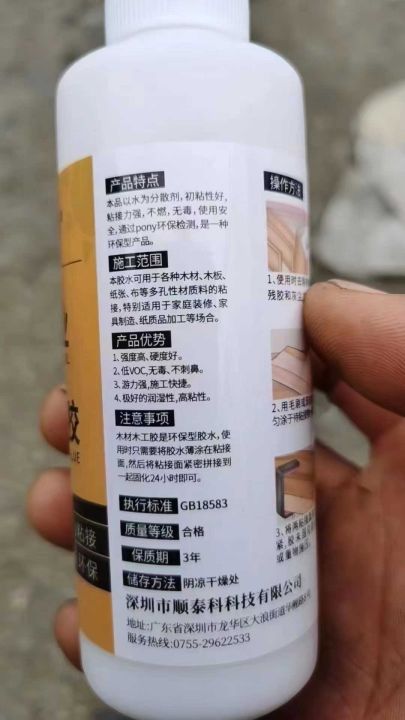 产品特点
本品以水为分散剂，初粘性好，
粘接力强，不燃，无毒，使用安
全，通过pony环保检测，是一种
环保型产品。
施工范围
本胶水可用于各种木材、木板、
纸张、布等多孔性材质料的粘
接，特别适用于家庭装修、家
具制造、纸质品加工等场合。
产品优势
1、强度高、硬度好。
2、低VOC，无毒、不刺鼻。
3、游力强，施工快捷。
4、极好的润湿性，高粘性。
注意事项
木材木工胶是环保型胶水，使
用时只需要将胶水薄涂在粘接
面，然后将粘接面紧密拼接到
一起固化24小时即可。
执行标准 GB18583
质量等级 合格
保质期 3年
储存方法 阴凉干燥处
深圳市顺泰科科技有限公司
地址：广东省深圳市龙华区大浪街道
服务热线：0755-29622533
操作方法
1、使用时
残胶和
2、用毛
匀涂于待
3、将两
紧，胶未
或重物
胶
粘接
环保